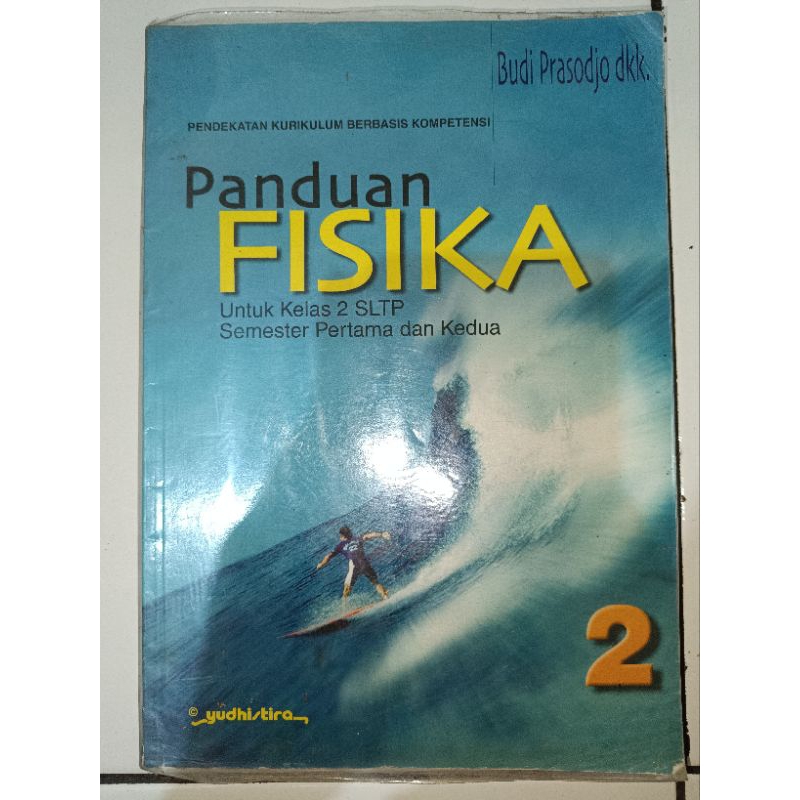 Budi Prasodjo dkk.
PENDEKATAN KURIKULUM BERBASIS KOMPETENSI
Panduan
FISIKA
Untuk Kelas 2 SLTP
Semester Pertama dan Kedua
2
© yudhistira